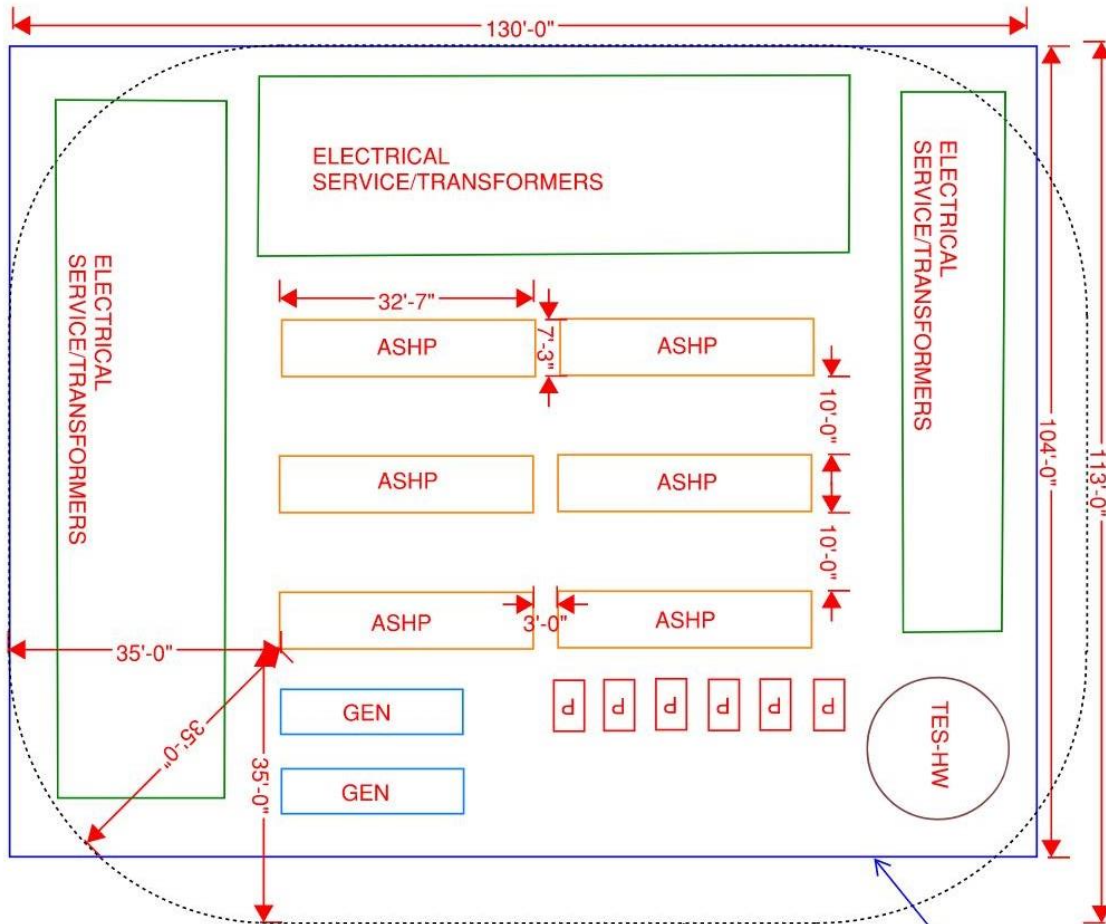 130'-0"
ELECTRICAL
SERVICE/TRANSFORMERS
ELECTRICAL
SERVICE/TRANSFORMERS
ELECTRICAL
SERVICE/TRANSFORMERS
32'-7"
7'-3"
ASHP
ASHP
10'-0"
104'-0"
113'-0"
ASHP
ASHP
10'-0"
ASHP
3'-0"
ASHP
35'-0"
35'-0"
35'-0"
GEN
P
P
P
P
P
P
TES-HW
GEN